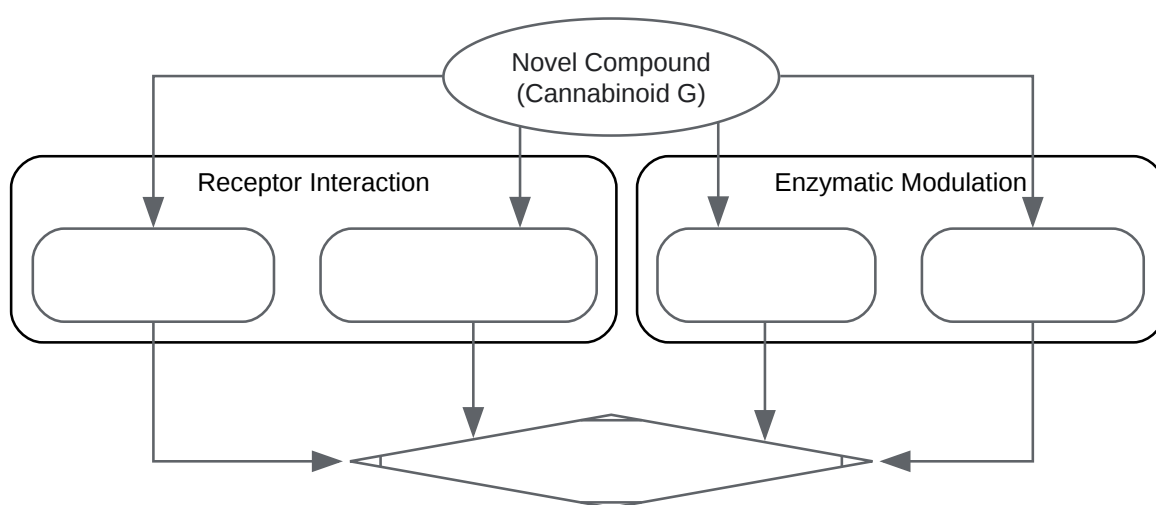 Novel Compound
(Cannabinoid G)
Receptor Interaction
Enzymatic Modulation